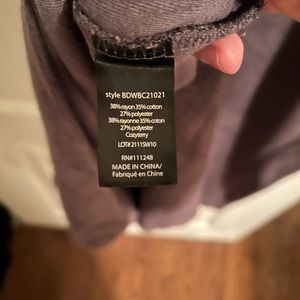 style BDWBC21021
38%rayon 35%cotton
27%polyester
38%rayonne 35%coton
27%polyester
Cozyterry
LOT#2111SW10
RN#111248
MADE IN CHINA/
Fabriqué en Chine